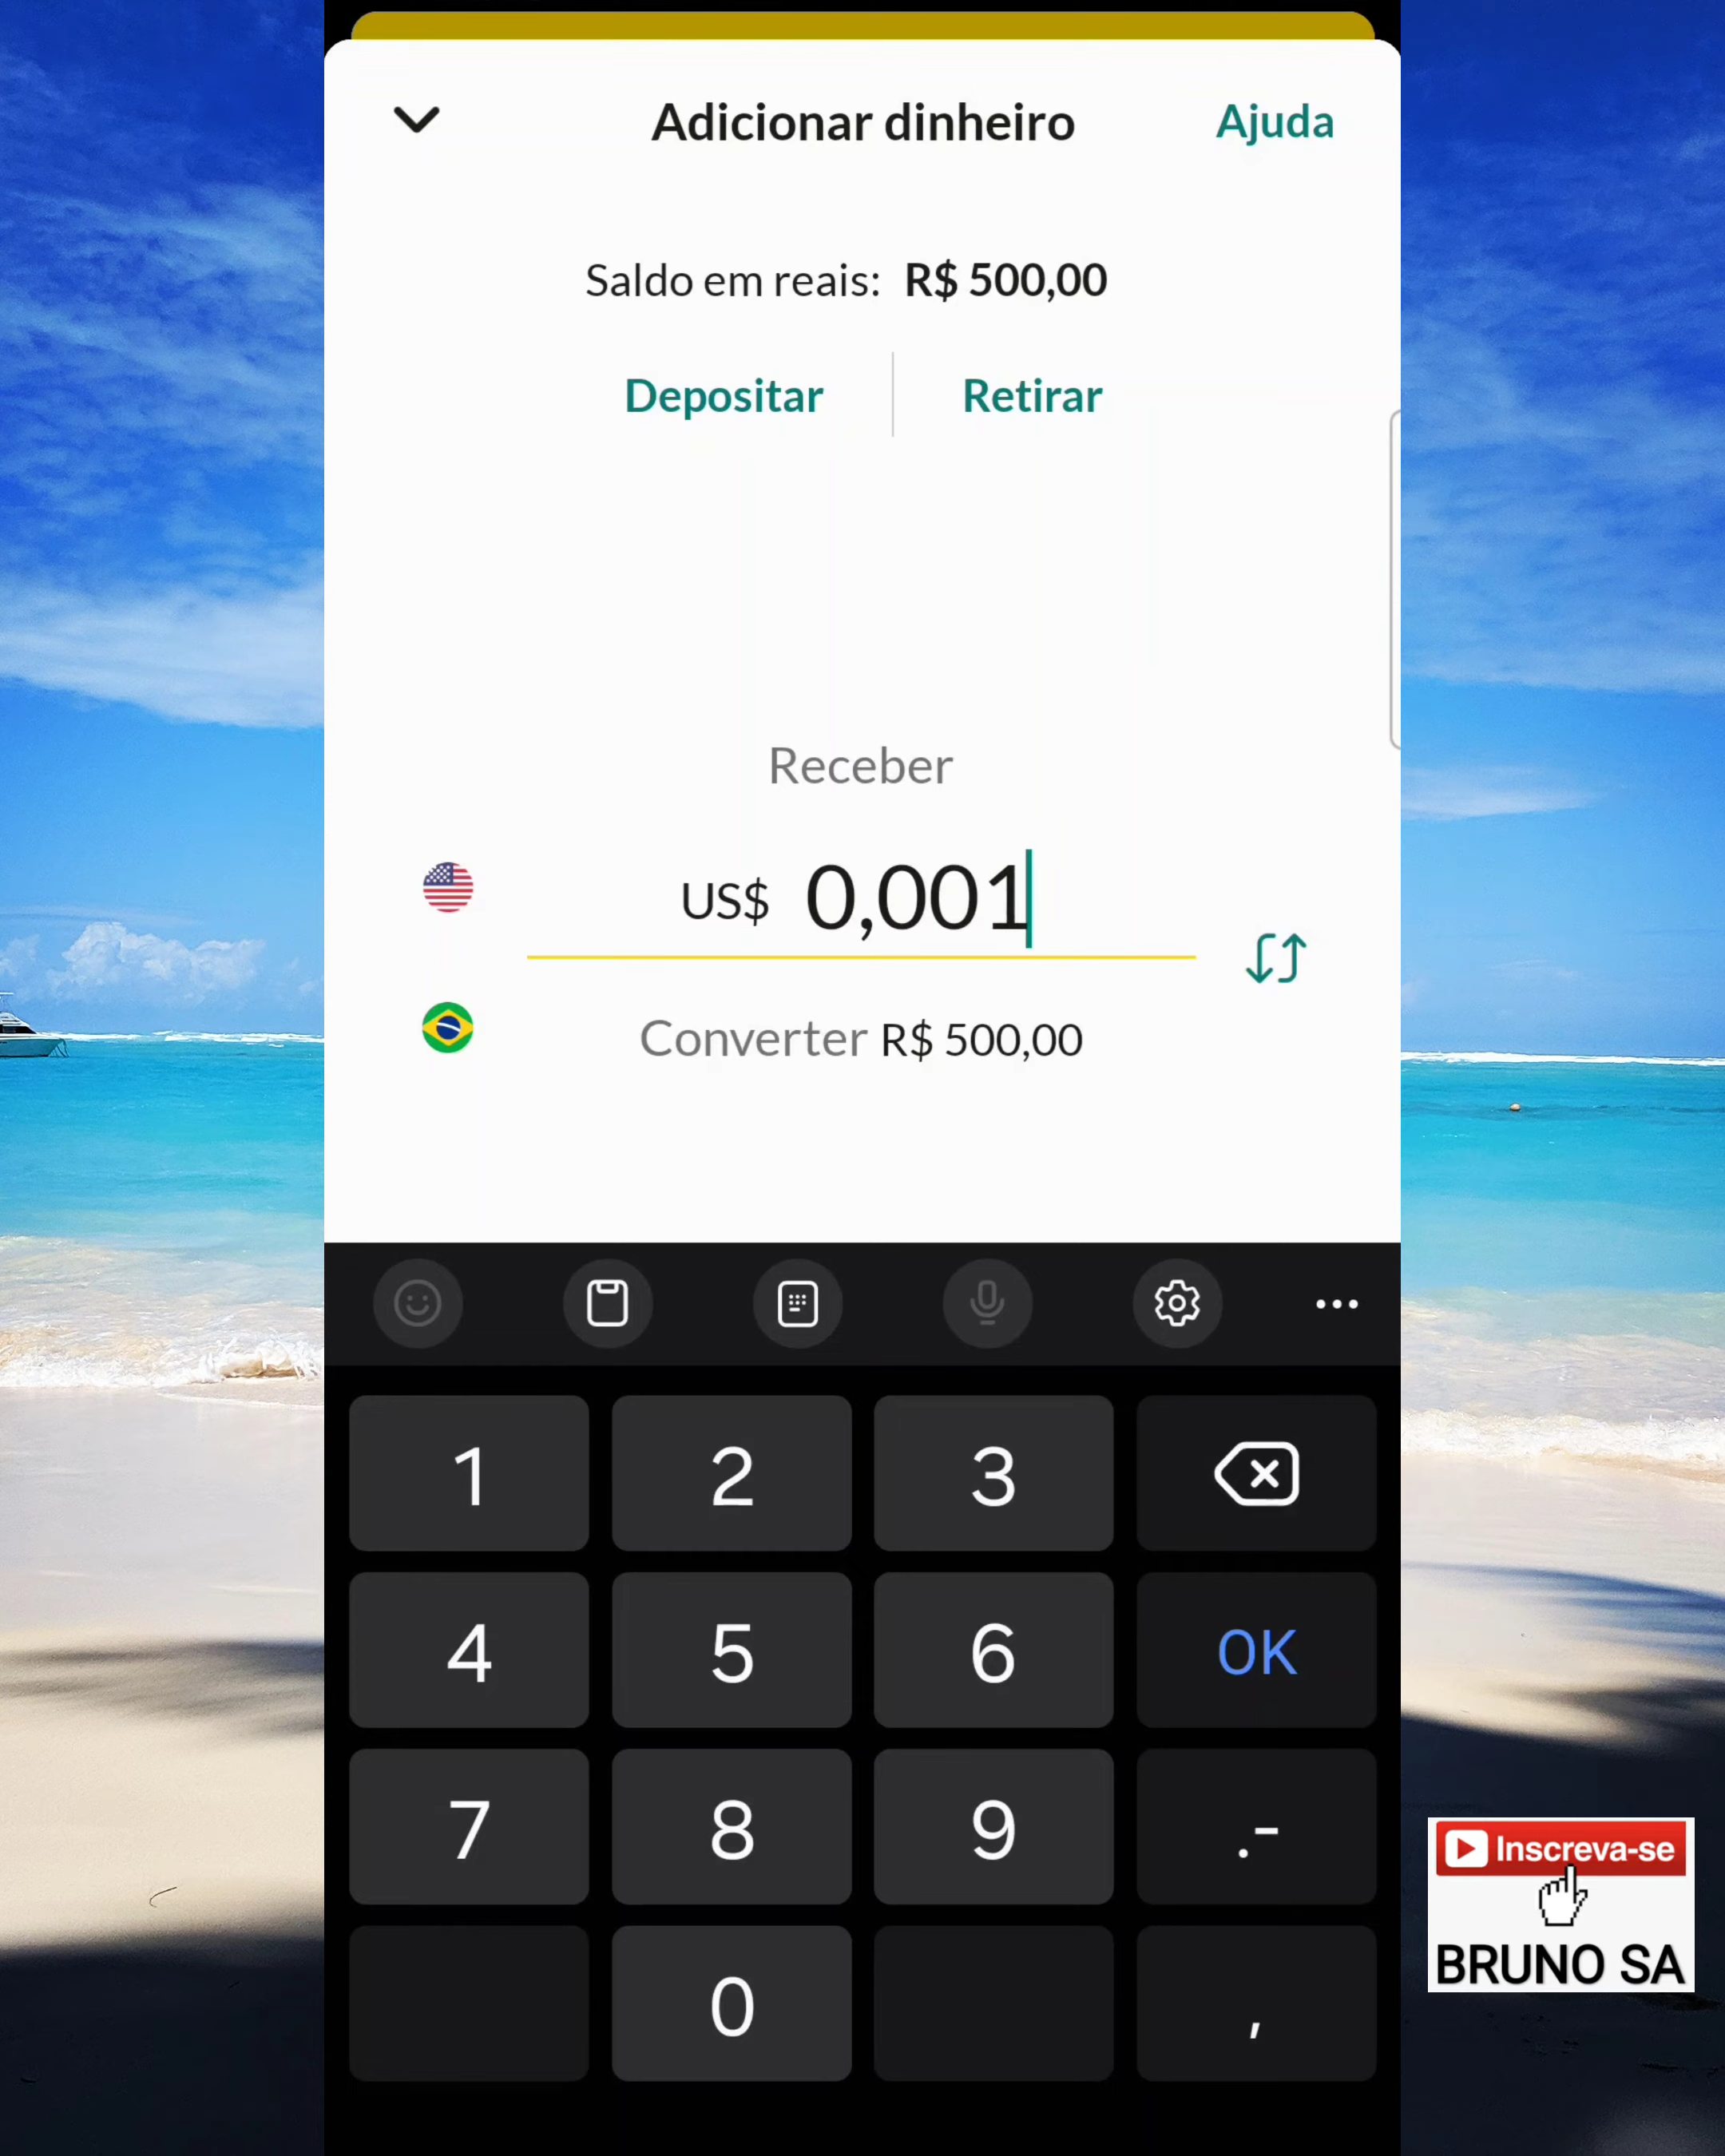 Adicionar dinheiro
Ajuda
Saldo em reais: R$ 500,00
Depositar
Retirar
Receber
US$ 0,001
Converter R$ 500,00
1 2 3
4 5 6 OK
7 8 9 .-
0 ,
Inscreva-se
BRUNO SA